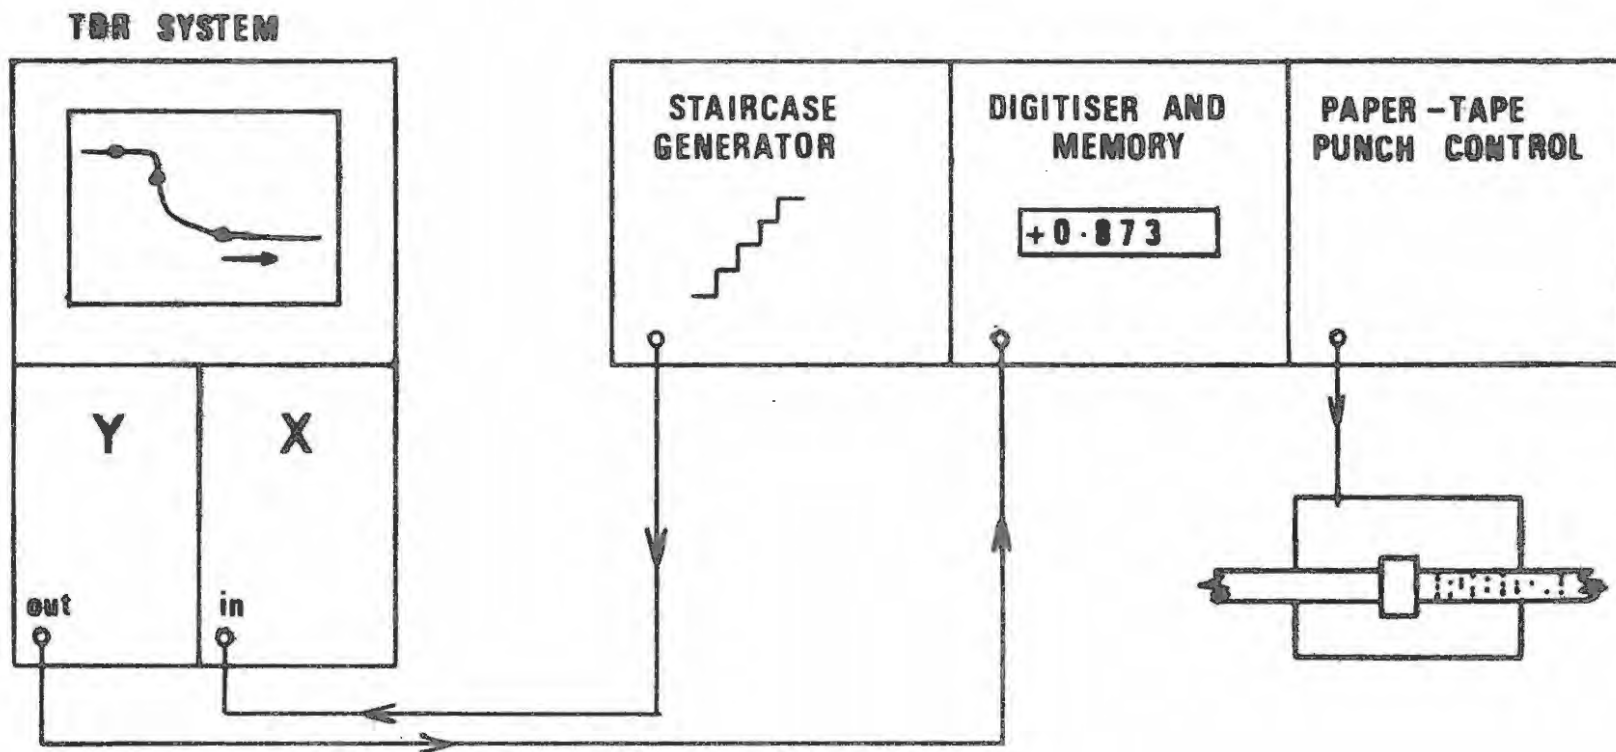 TDR SYSTEM
STAIRCASE
GENERATOR
DIGITISER AND
MEMORY
+0.873
PAPER-TAPE
PUNCH CONTROL
Y
X
out
in